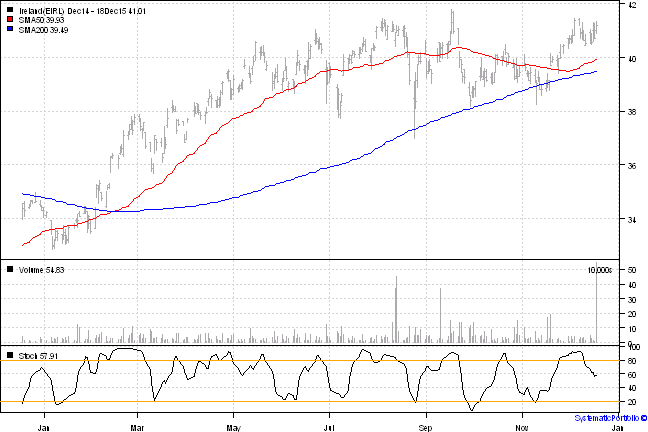 Ireland (EIRL) Dec14 - 18Dec15 41.01
SMA50 39.93
SMA200 39.49
42
40
38
36
34
Volume 54.63
10,000s
50
40
30
20
10
0
Stoch 57.91
100
80
60
40
20
Jan Mar May Jul Sep Nov Jan
SystematicPortfolio ©